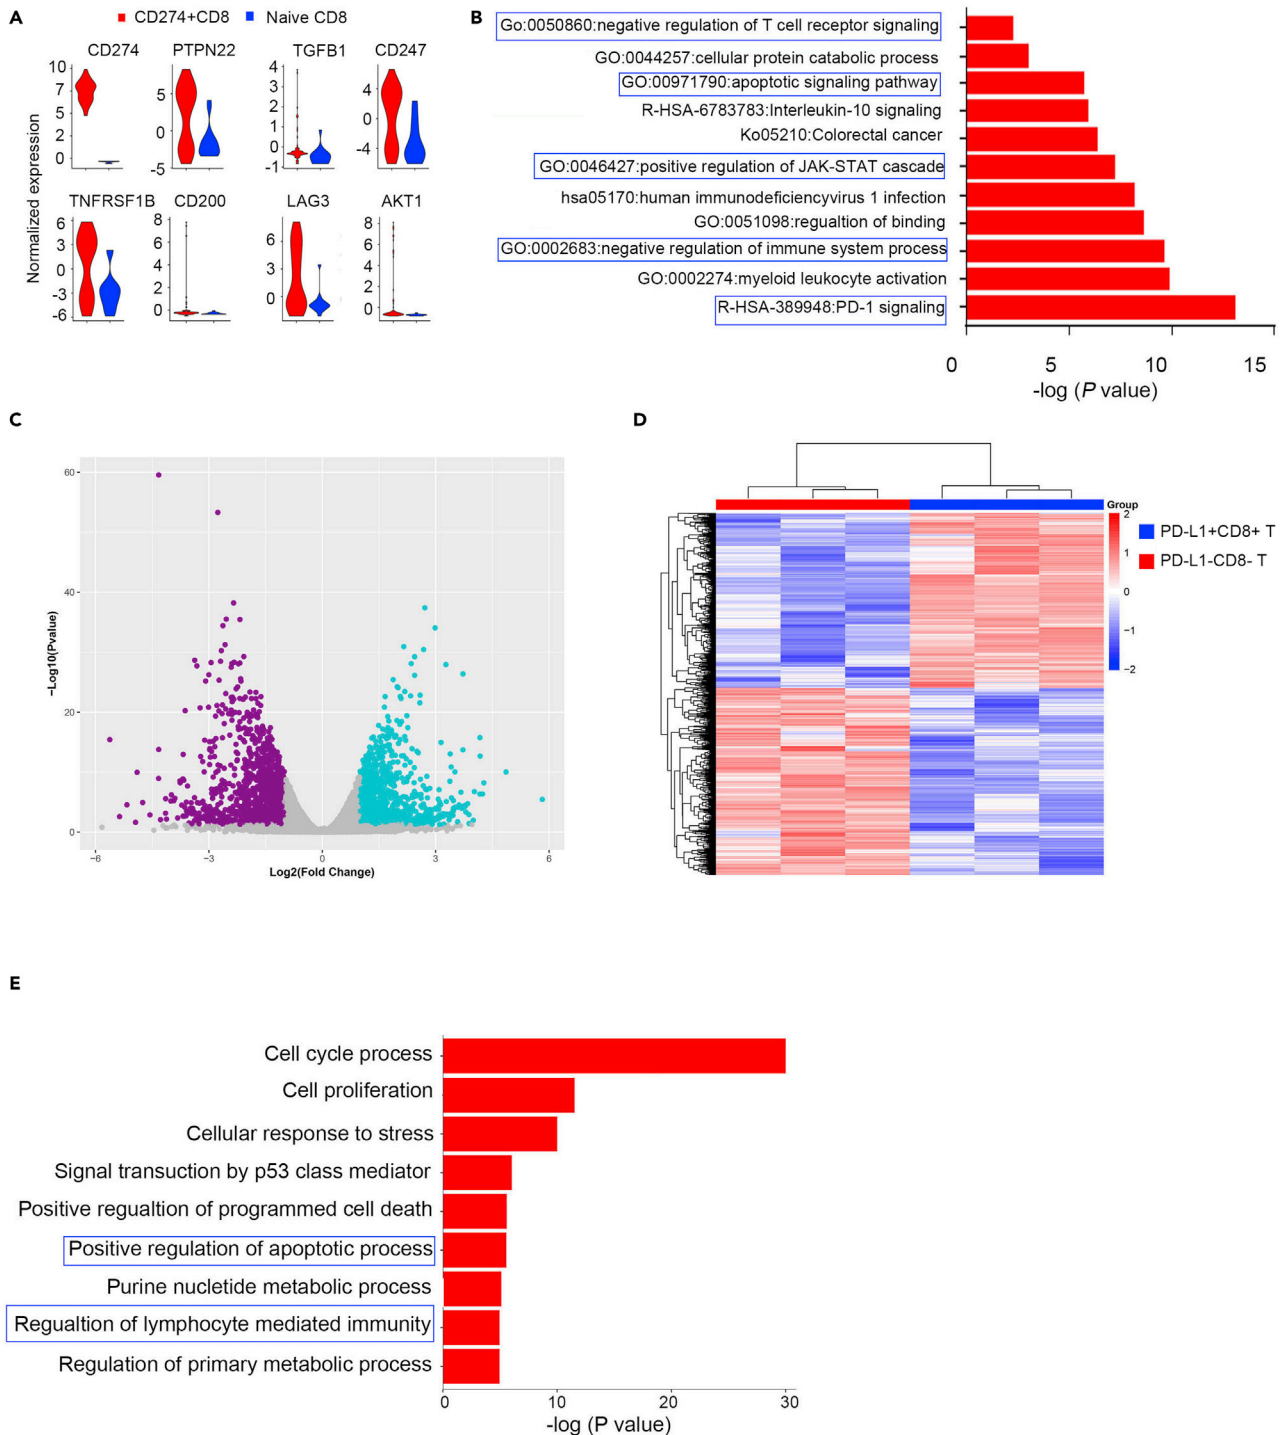 A
CD274+CD8 Naive CD8
CD274 PTPN22 TGFB1 CD247
10
7
5
2
0
5
0
-5
4
3
2
1
0
-1
4
0
-4
Normalized expression
TNFRSF1B CD200 LAG3 AKT1
6
3
0
-3
-6
8
6
4
2
0
6
3
0
8
6
4
2
0
B
Go:0050860:negative regulation of T cell receptor signaling
GO:0044257:cellular protein catabolic process
GO:00971790:apoptotic signaling pathway
R-HSA-6783783:Interleukin-10 signaling
Ko05210:Colorectal cancer
GO:0046427:positive regulation of JAK-STAT cascade
hsa05170:human immunodeficiencyvirus 1 infection
GO:0051098:regualtion of binding
GO:0002683:negative regulation of immune system process
GO:0002274:myeloid leukocyte activation
R-HSA-389948:PD-1 signaling
0 5 10 15
-log (P value)
C
60
40
20
0
−Log10(Pvalue)
−6 −3 0 3 6
Log2(Fold Change)
D
Group
2
1
0
−1
−2
PD-L1+CD8+ T
PD-L1-CD8- T
E
Cell cycle process
Cell proliferation
Cellular response to stress
Signal transuction by p53 class mediator
Positive regualtion of programmed cell death
Positive regulation of apoptotic process
Purine nucletide metabolic process
Regualtion of lymphocyte mediated immunity
Regulation of primary metabolic process
0 10 20 30
-log (P value)